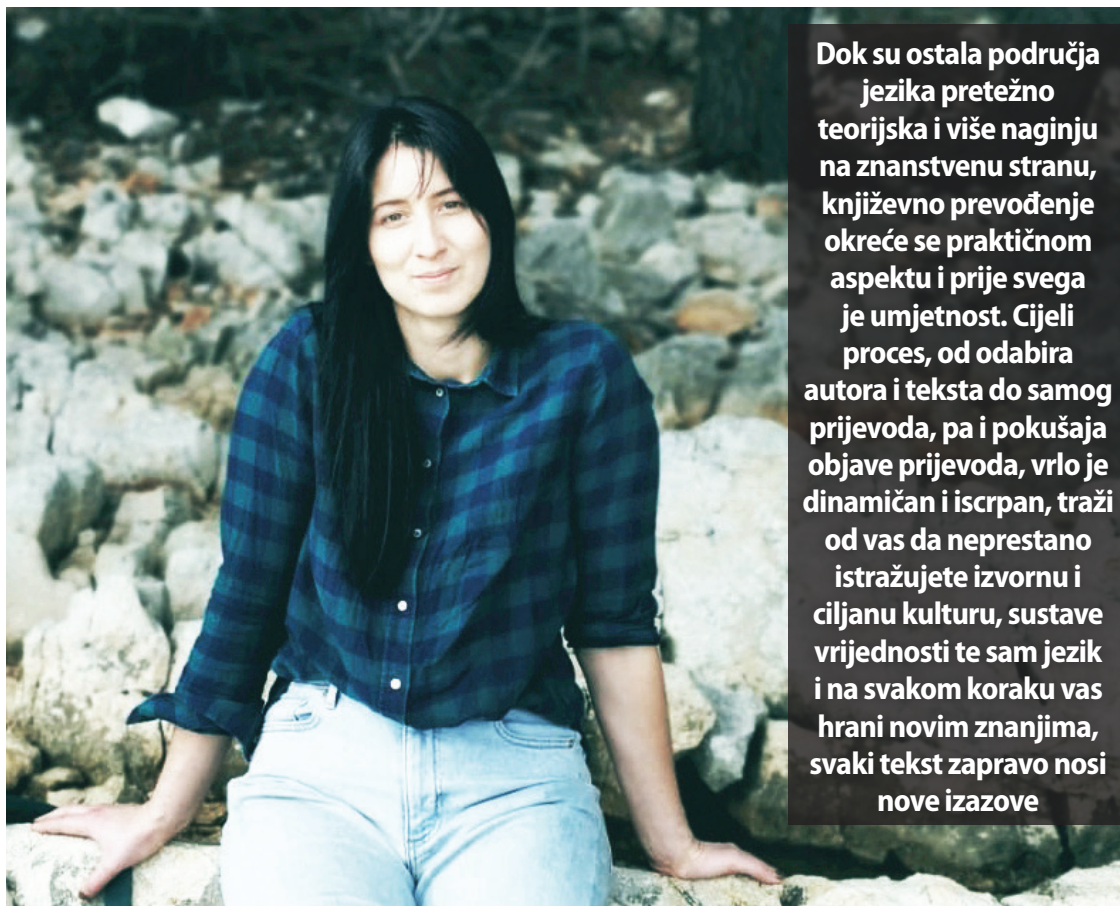 Dok su ostala područja
jezika pretežno
teorijska i više naginju
na znanstvenu stranu,
književno prevođenje
okreće se praktičnom
aspektu i prije svega
je umjetnost. Cijeli
proces, od odabira
autora i teksta do samog
prijevoda, pa i pokušaja
objave prijevoda, vrlo je
dinamičan i iscrpan, traži
od vas da neprestano
istražujete izvornu i
ciljanu kulturu, sustave
vrijednosti te sam jezik
i na svakom koraku vas
hrani novim znanjima,
svaki tekst zapravo nosi
nove izazove